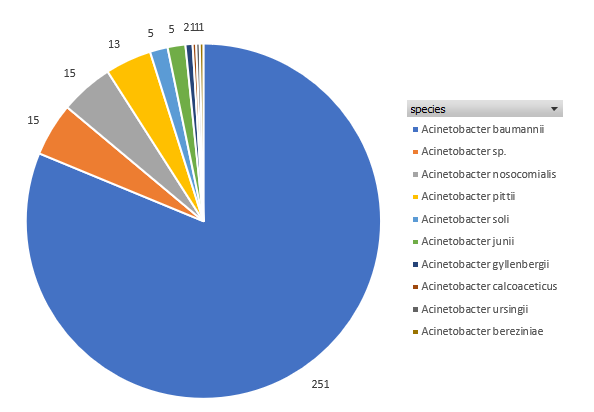 13
5
5
2
1
1
1
15
15
251
species
Acinetobacter baumannii
Acinetobacter sp.
Acinetobacter nosocomialis
Acinetobacter pittii
Acinetobacter soli
Acinetobacter junii
Acinetobacter gyllenbergii
Acinetobacter calcoaceticus
Acinetobacter ursingii
Acinetobacter bereziniae